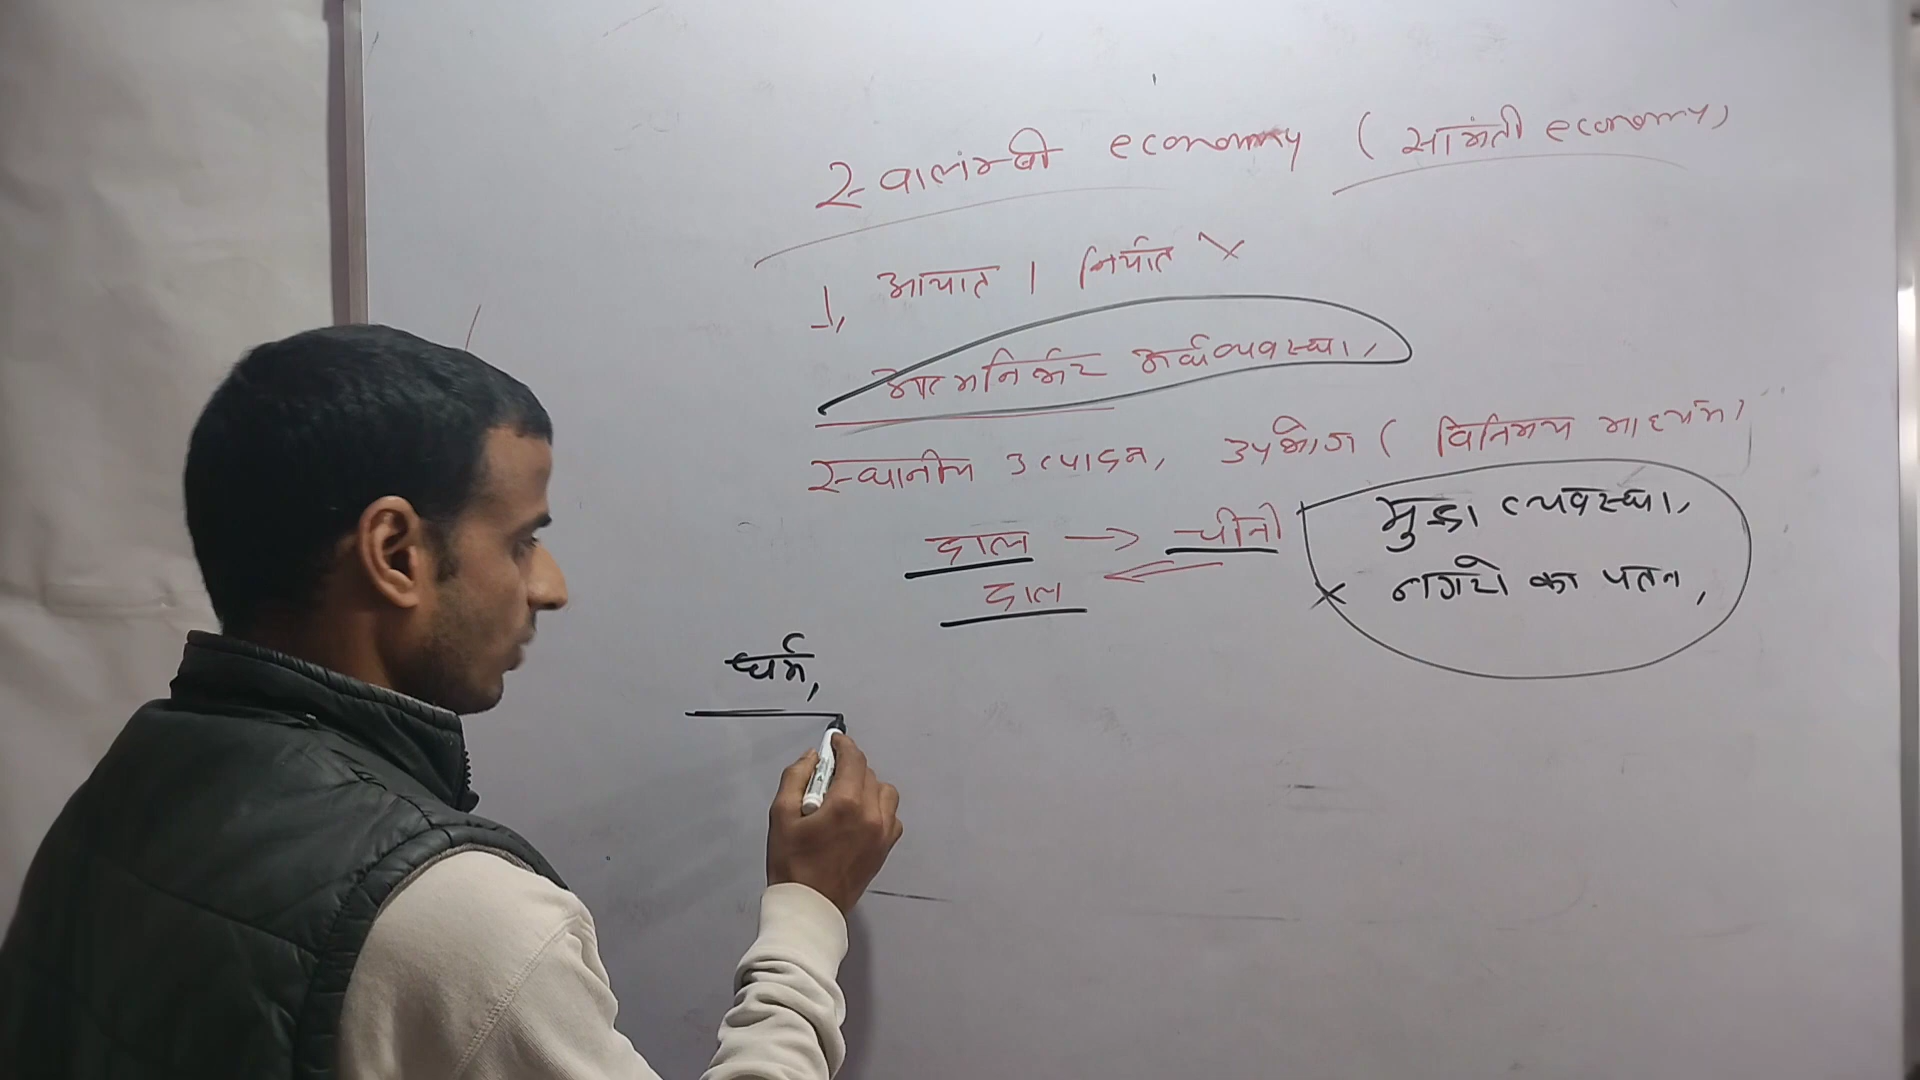 स्वालंम्बी economy ( सामंती economy)
1, आयात । निर्यात ×
आत्मनिर्भर अर्थव्यवस्था,
स्थानीय उत्पादन, उपभोग ( विनिमय माध्यम)
दाल → चीनी
दाल ←
मुद्रा व्यवस्था,
× नगरो का पतन,
धर्म,